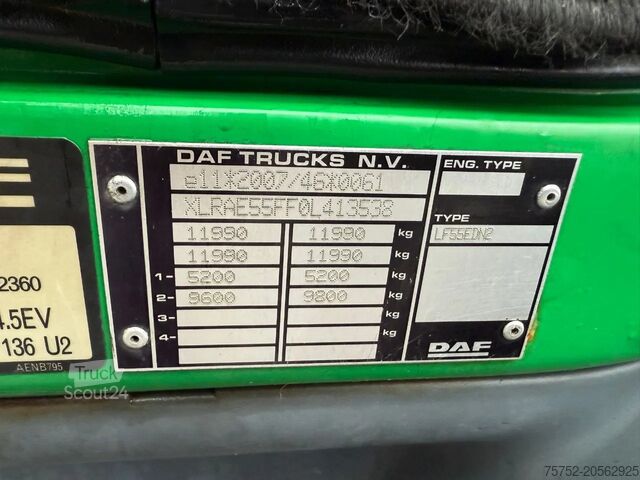 DAF TRUCKS N.V.
e11*2007/46*0061
XLRAE55FF0L413538
11990 11990 kg
11990 11990 kg
1- 5200 5200 kg
2- 9600 9800 kg
3- kg
4- kg
ENG. TYPE
TYPE
LF55EDN2
DAF
2360
4.5EV
136 U2
AENB795
Truck
Scout24
75752-20562925